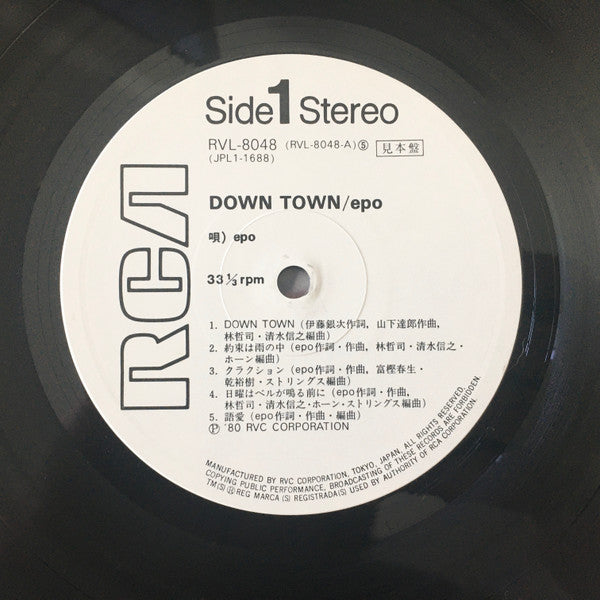 Side 1 Stereo
RVL-8048 (RVL-8048-A)⑤ 見本盤
(JPL1-1688)
RCA
DOWN TOWN/epo
唄) epo
33 1/3 rpm
1. DOWN TOWN (伊藤銀次作詞, 山下達郎作曲,
林哲司・清水信之編曲)
2. 約束は雨の中 (epo作詞・作曲, 林哲司・清水信之・
ホーン編曲)
3. クラクション (epo作詞・作曲, 富樫春生・
乾裕樹・ストリングス編曲)
4. 日曜はベルが鳴る前に (epo作詞・作曲,
林哲司・清水信之・ホーン・ストリングス編曲)
5. 語愛 (epo作詞・作曲・編曲)
Ⓟ '80 RVC CORPORATION
MANUFACTURED BY RVC CORPORATION, TOKYO, JAPAN, ALL RIGHTS RESERVED,
COPYING PUBLIC PERFORMANCE, BROADCASTING OF THESE RECORDS ARE FORBIDDEN.
TM(S) Ⓡ REG MARCA (S) REGISTRADA(S) USED BY AUTHORITY OF RCA CORPORATION.